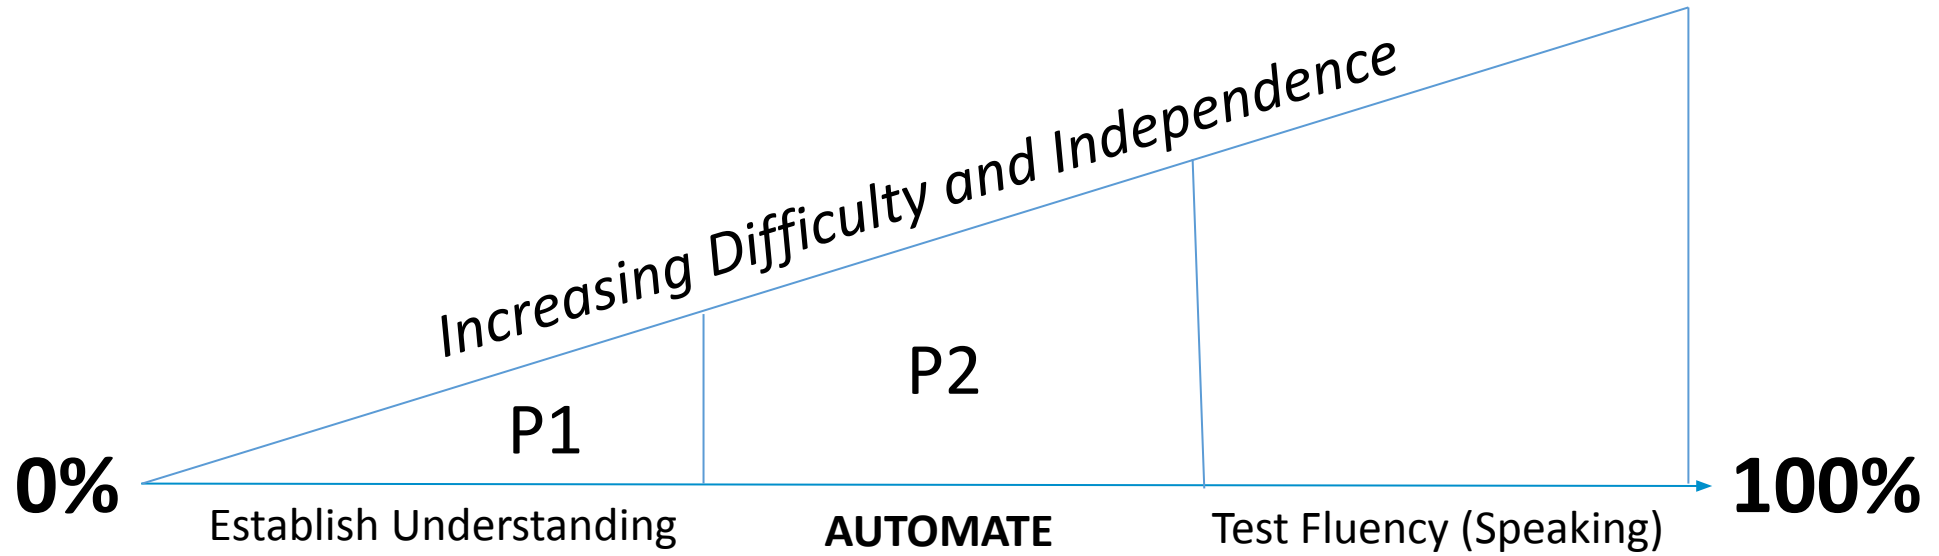 Increasing Difficulty and Independence
P1
P2
0%
100%
Establish Understanding
AUTOMATE
Test Fluency (Speaking)